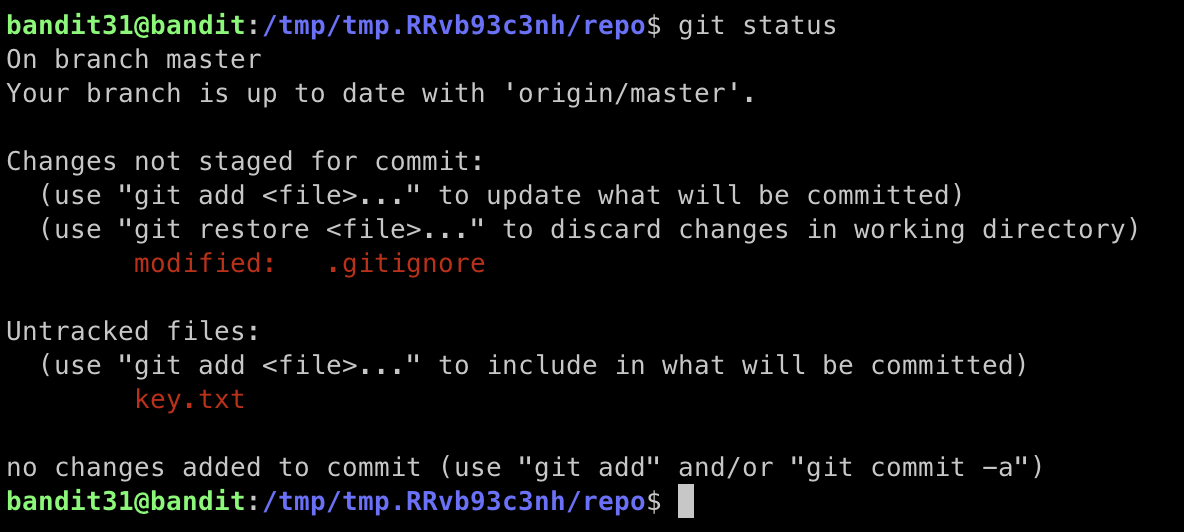 bandit31@bandit:/tmp/tmp.RRvb93c3nh/repo$ git status
On branch master
Your branch is up to date with 'origin/master'.

Changes not staged for commit:
  (use "git add <file>..." to update what will be committed)
  (use "git restore <file>..." to discard changes in working directory)
        modified:   .gitignore

Untracked files:
  (use "git add <file>..." to include in what will be committed)
        key.txt

no changes added to commit (use "git add" and/or "git commit -a")
bandit31@bandit:/tmp/tmp.RRvb93c3nh/repo$